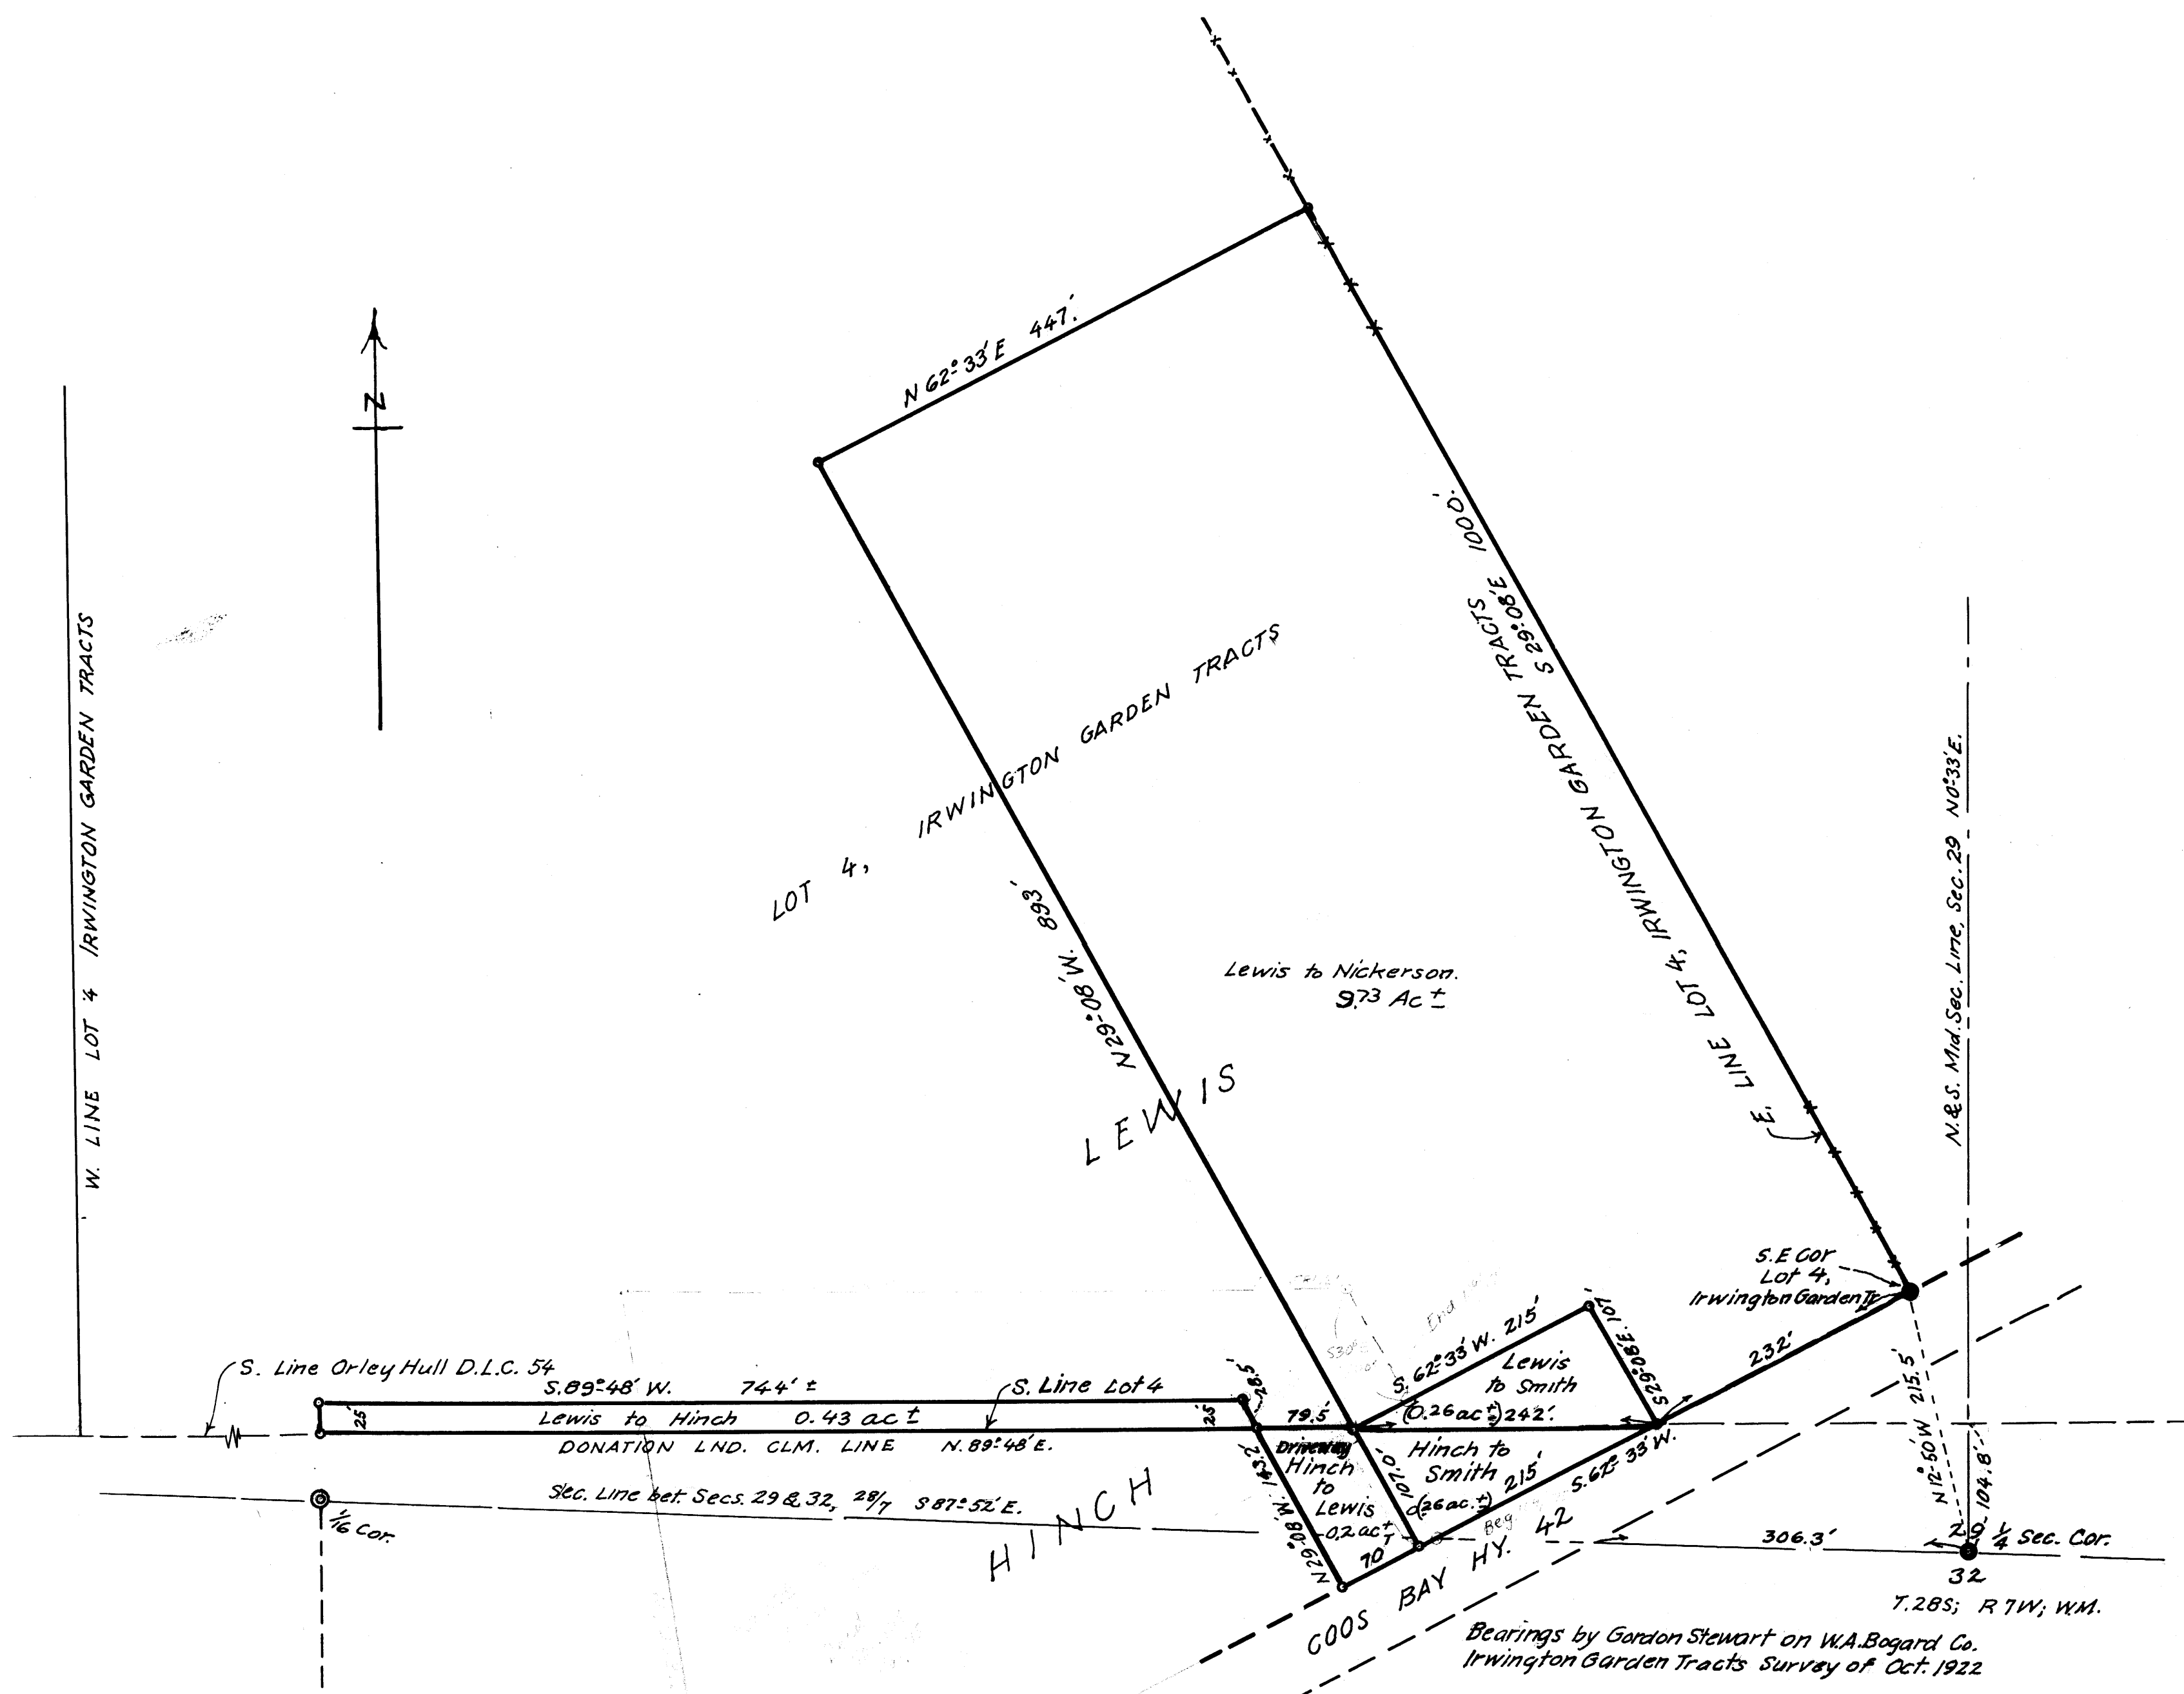 N
N 62°33'E 447'.
W. LINE LOT 4 IRWINGTON GARDEN TRACTS
LOT 4, IRWINGTON GARDEN TRACTS
N29°08'W. 893'
E. LINE LOT 4, IRWINGTON GARDEN TRACTS
S 29°08'E 1000'.
N.&S. Mid. Sec. Line, Sec. 29 N0°33'E.
Lewis to Nickerson.
9.73 Ac ±
LEWIS
S.E Cor
Lot 4,
Irwington Garden Tr
232'
S. Line Orley Hull D.L.C. 54
S.89°48' W. 744' ±
S. Line Lot 4
25'
Lewis to Hinch 0.43 ac ±
25'
28.5'
DONATION LND. CLM. LINE N.89°48'E.
S. 62°33' W. 215'
S29°08'E. 107'
Lewis
to Smith
(0.26 ac ±) 242'.
79.5'
Driveway
Hinch
to
Lewis
0.2 ac ±
N29°08'W. 143.2'
107.0'
70'
Hinch to
Smith
(.26 ac. ±)
215'
S.62°33'W.
Beg.
End
S30°
Sec. Line bet. Secs. 29 & 32, 28/7 S87°52'E.
1/16 Cor.
HINCH
COOS BAY HY. 42
306.3'
N12°50'W 215.5'
104.8'
29 1/4 Sec. Cor.
32
T.28S; R7W; W.M.
Bearings by Gordon Stewart on W.A. Bogard Co.
Irwington Garden Tracts Survey of Oct. 1922